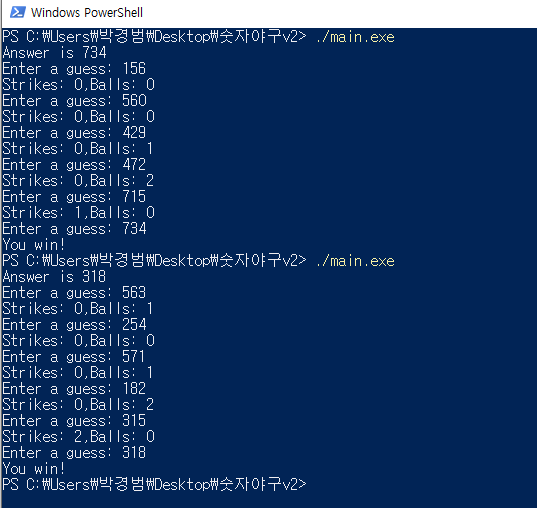 Windows PowerShell
PS C:₩Users₩박경범₩Desktop₩숫자야구v2> ./main.exe
Answer is 734
Enter a guess: 156
Strikes: 0,Balls: 0
Enter a guess: 560
Strikes: 0,Balls: 0
Enter a guess: 429
Strikes: 0,Balls: 1
Enter a guess: 472
Strikes: 0,Balls: 2
Enter a guess: 715
Strikes: 1,Balls: 0
Enter a guess: 734
You win!
PS C:₩Users₩박경범₩Desktop₩숫자야구v2> ./main.exe
Answer is 318
Enter a guess: 563
Strikes: 0,Balls: 1
Enter a guess: 254
Strikes: 0,Balls: 0
Enter a guess: 571
Strikes: 0,Balls: 1
Enter a guess: 182
Strikes: 0,Balls: 2
Enter a guess: 315
Strikes: 2,Balls: 0
Enter a guess: 318
You win!
PS C:₩Users₩박경범₩Desktop₩숫자야구v2>